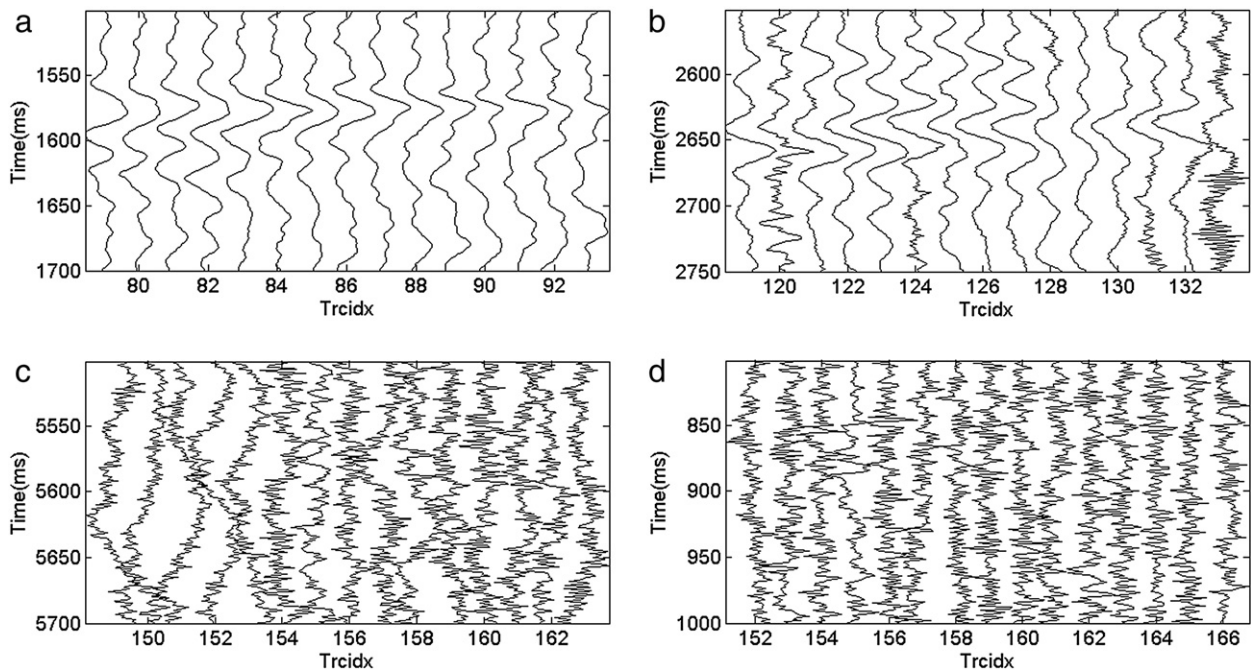 a
Time(ms)
1550
1600
1650
1700
80 82 84 86 88 90 92
Trcidx
b
Time(ms)
2600
2650
2700
2750
120 122 124 126 128 130 132
Trcidx
c
Time(ms)
5550
5600
5650
5700
150 152 154 156 158 160 162
Trcidx
d
Time(ms)
850
900
950
1000
152 154 156 158 160 162 164 166
Trcidx